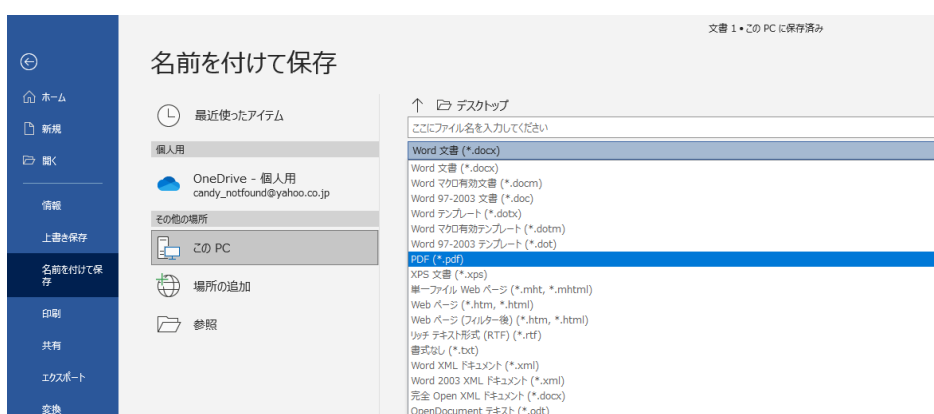 文書 1 • この PC に保存済み
名前を付けて保存
ホーム
新規
開く
情報
上書き保存
名前を付けて保
存
印刷
共有
エクスポート
変換
最近使ったアイテム
個人用
OneDrive - 個人用
candy_notfound@yahoo.co.jp
その他の場所
この PC
場所の追加
参照
デスクトップ
ここにファイル名を入力してください
Word 文書 (*.docx)
Word 文書 (*.docx)
Word マクロ有効文書 (*.docm)
Word 97-2003 文書 (*.doc)
Word テンプレート (*.dotx)
Word マクロ有効テンプレート (*.dotm)
Word 97-2003 テンプレート (*.dot)
PDF (*.pdf)
XPS 文書 (*.xps)
単一ファイル Web ページ (*.mht, *.mhtml)
Web ページ (*.htm, *.html)
Web ページ (フィルター後) (*.htm, *.html)
リッチ テキスト形式 (RTF) (*.rtf)
書式なし (*.txt)
Word XML ドキュメント (*.xml)
Word 2003 XML ドキュメント (*.xml)
完全 Open XML ドキュメント (*.docx)
OpenDocument テキスト (*.odt)